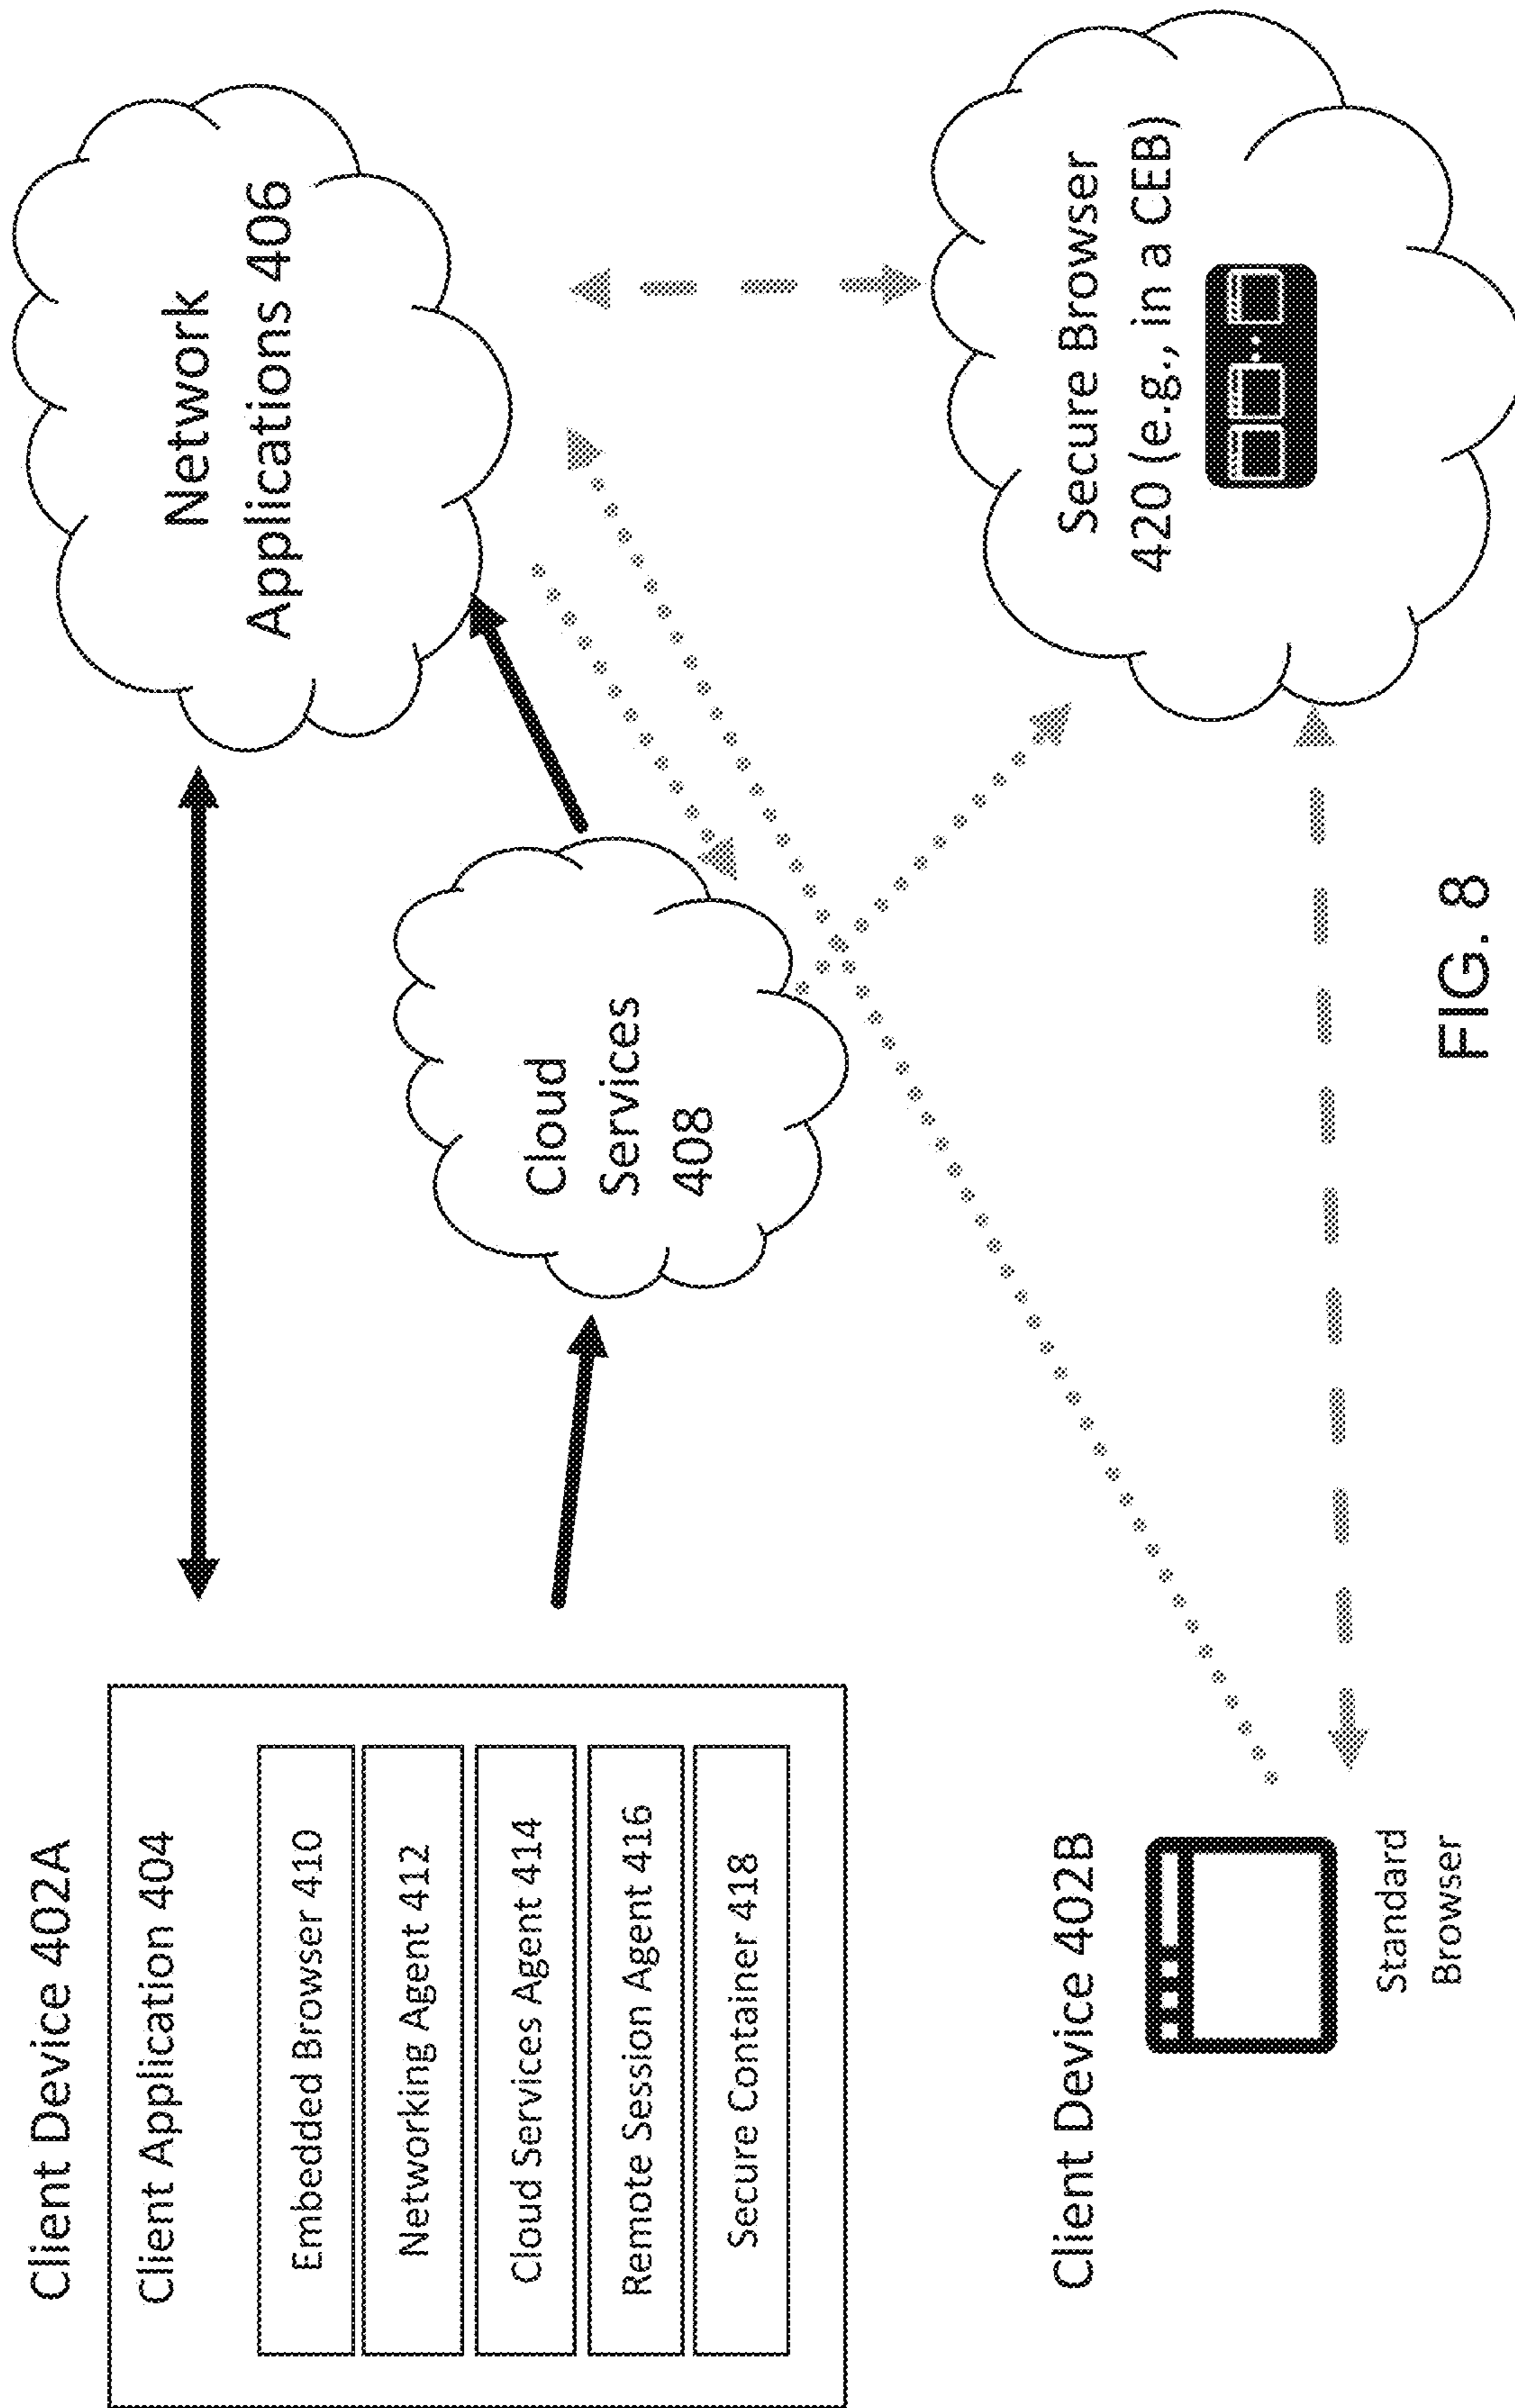 Client Device 402A
Client Application 404
Embedded Browser 410
Networking Agent 412
Cloud Services Agent 414
Remote Session Agent 416
Secure Container 418
Cloud
Services
408
Network
Applications 406
Client Device 402B
Standard
Browser
Secure Browser
420 (e.g., in a CEB)
FIG. 8